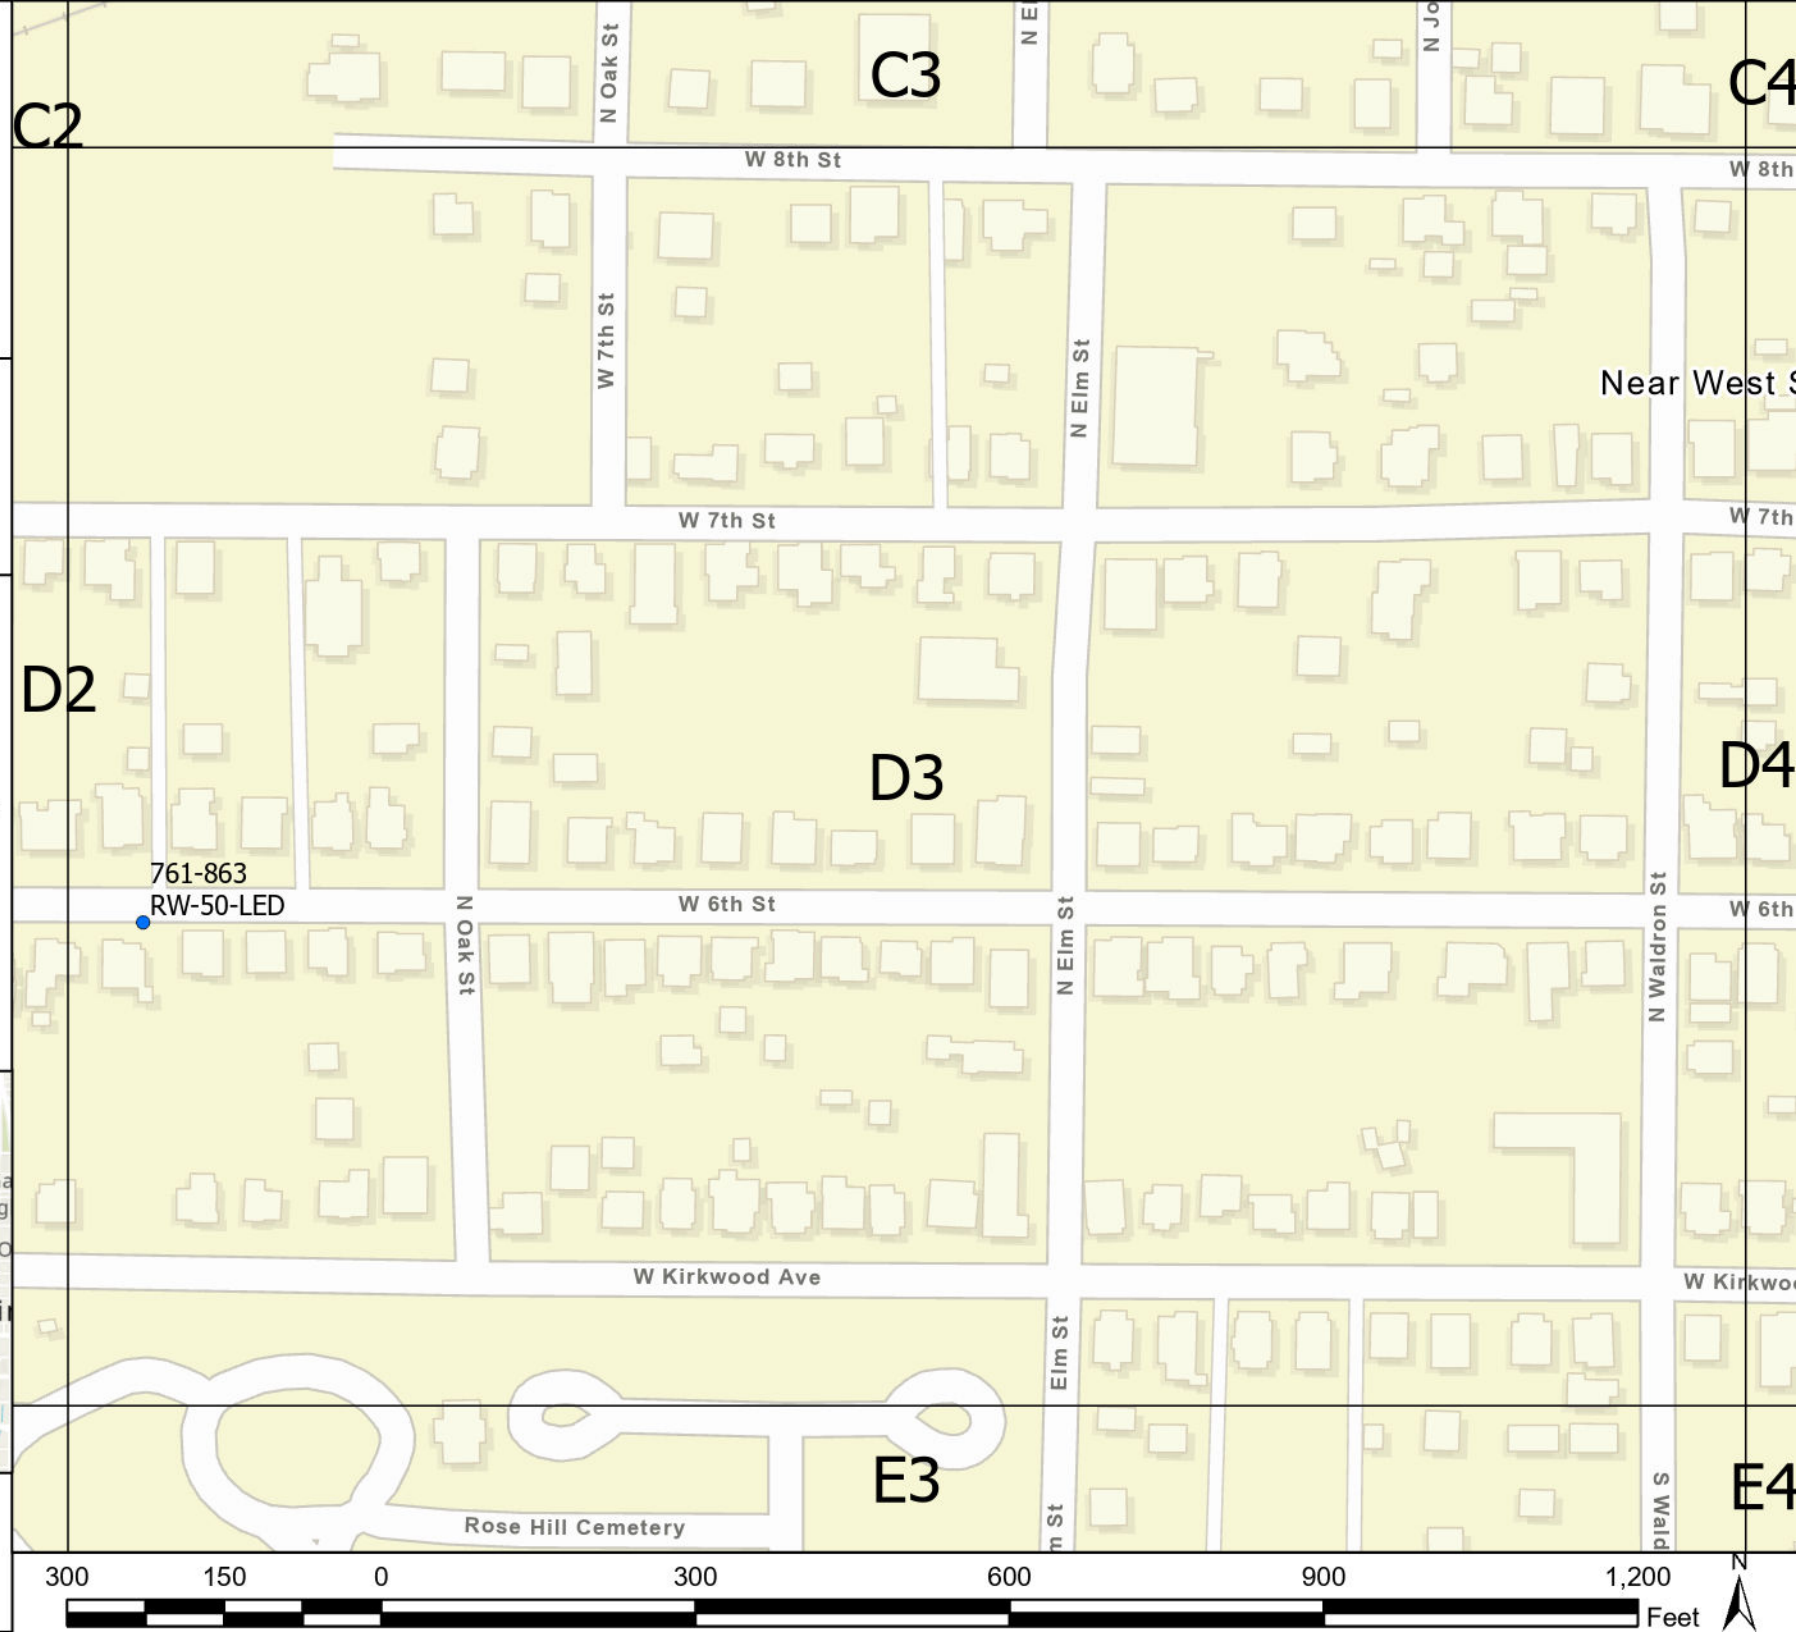 N Oak St
C3
C4
C2
W 8th St
W 8th
W 7th St
N Elm St
Near West
W 7th St
W 7th
D2
D3
D4
761-863
RW-50-LED
N Oak St
W 6th St
N Elm St
N Waldron St
W 6th
W Kirkwood Ave
W Kirkwo
Elm St
E3
E4
Rose Hill Cemetery
m St
S Wald
300 150 0 300 600 900 1,200
Feet
N